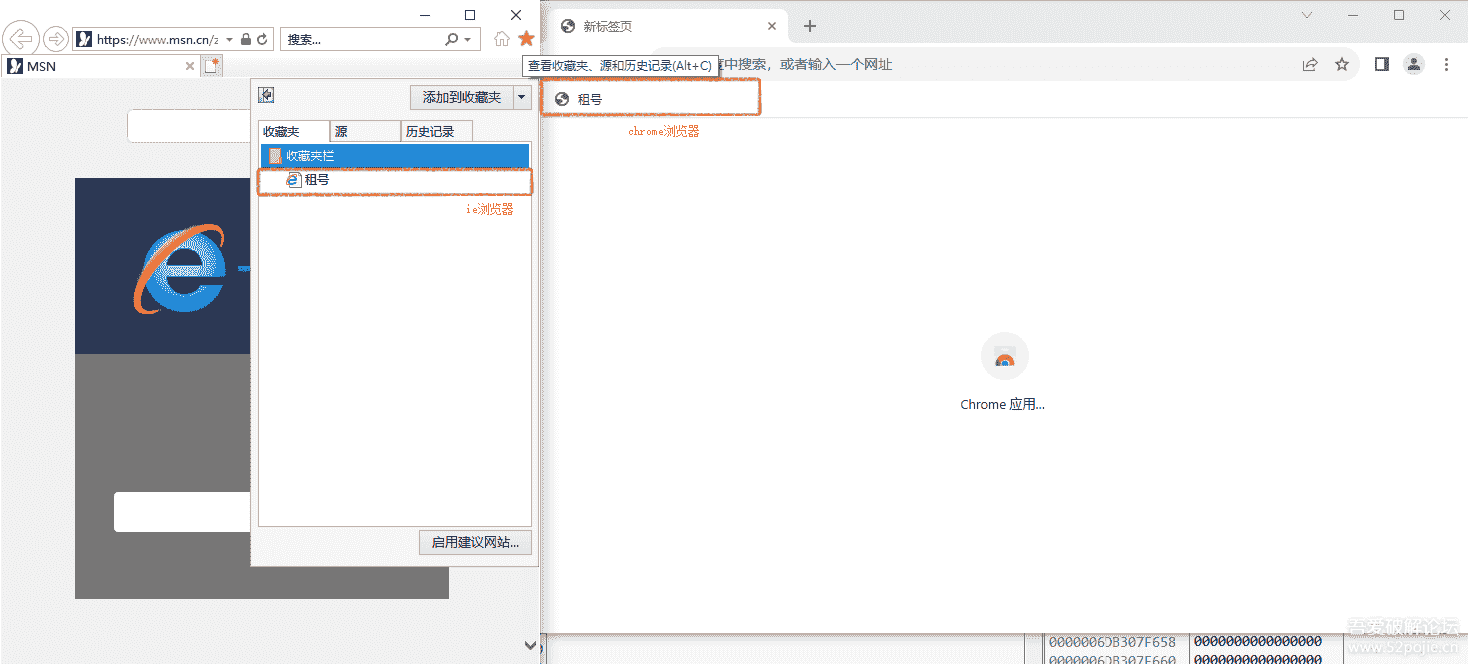 新标签页
https://www.msn.cn/z
搜索...
MSN
查看收藏夹、源和历史记录(Alt+C)
度中搜索，或者输入一个网址
添加到收藏夹
租号
收藏夹
源
历史记录
chrome浏览器
收藏夹栏
租号
ie浏览器
Chrome 应用...
启用建议网站...
0000006DB307F658 0000000000000000
0000006DB307F660 0000000000000000
吾爱破解论坛
www.52pojie.cn